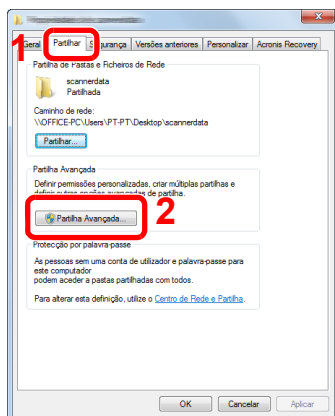 1
Geral Partilhar Segurança Versões anteriores Personalizar Acronis Recovery
Partilha de Pastas e Ficheiros de Rede
scannerdata
Partilhada
Caminho de rede:
\\OFFICE-PC\Users\PT-PT\Desktop\scannerdata
Partilhar...
Partilha Avançada
Definir permissões personalizadas, criar múltiplas partilhas e
definir outras opções avançadas de partilha.
Partilha Avançada...
2
Protecção por palavra-passe
As pessoas sem uma conta de utilizador e palavra-passe para
este computador
podem aceder a pastas partilhadas com todos.
Para alterar esta definição, utilize o Centro de Rede e Partilha.
OK Cancelar Aplicar